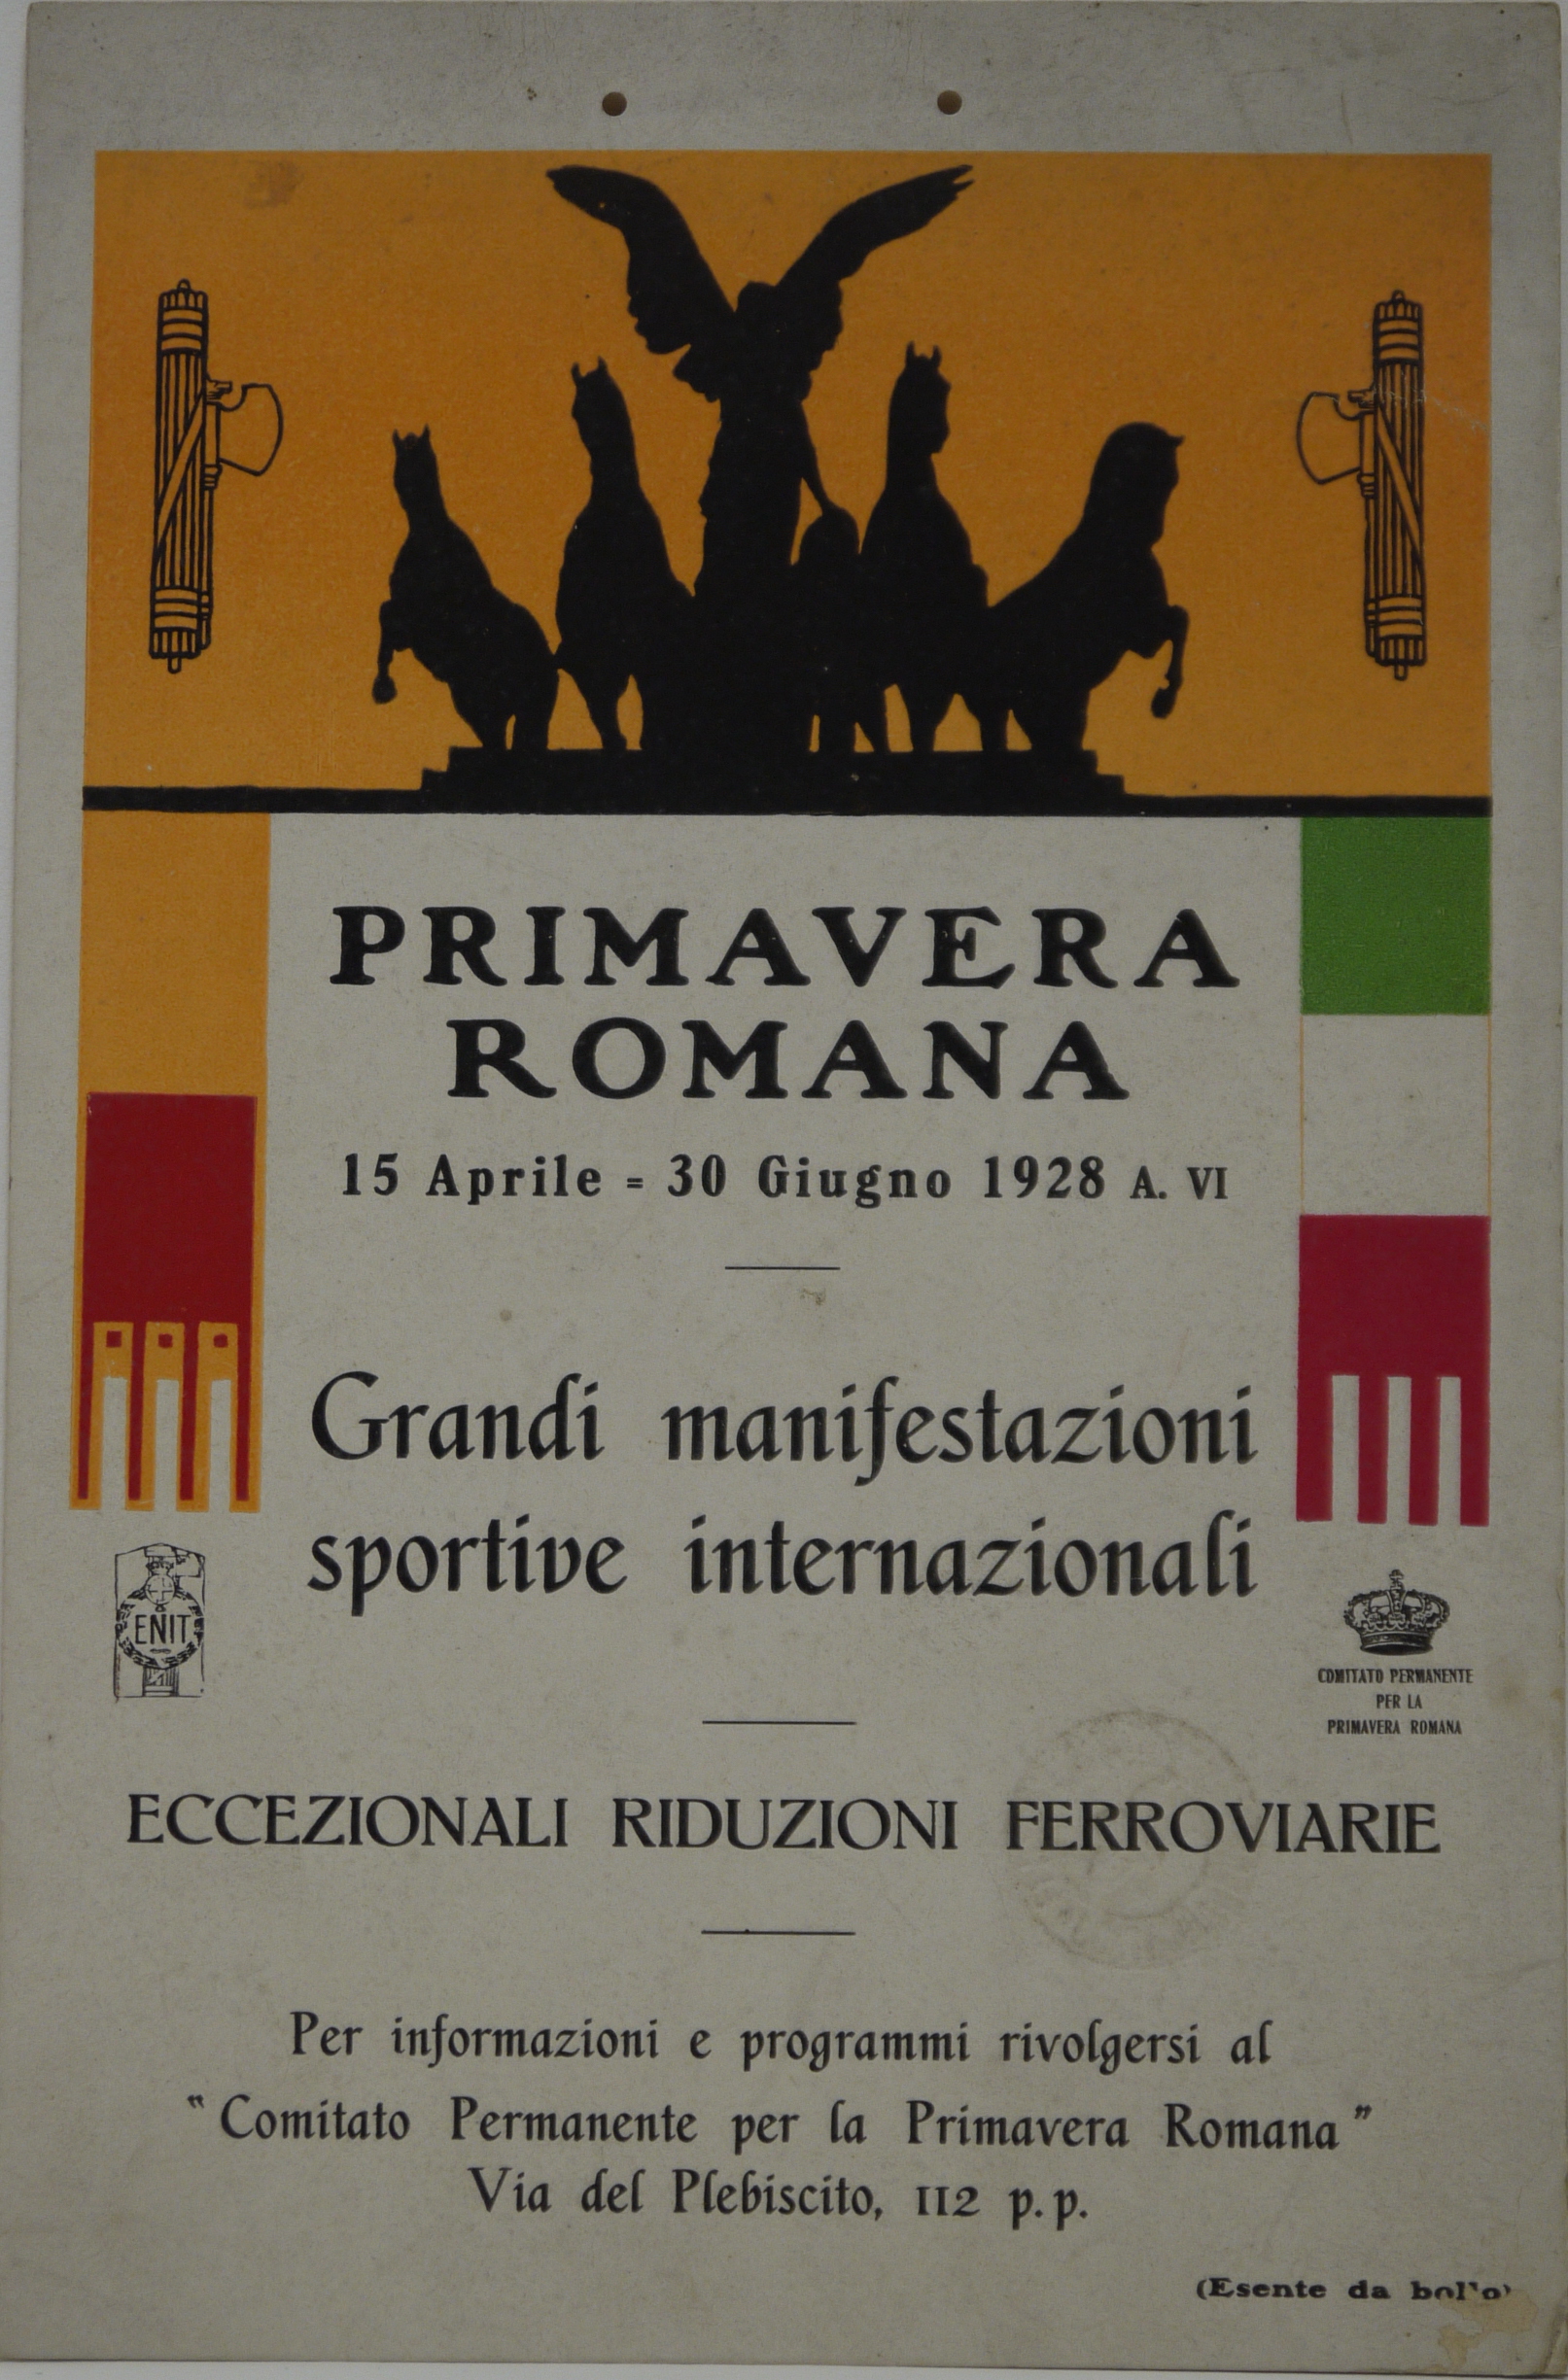 PRIMAVERA
ROMANA
15 Aprile = 30 Giugno 1928 A. VI
Grandi manifestazioni
sportive internazionali
ENIT
COMITATO PERMANENTE
PER LA
PRIMAVERA ROMANA
ECCEZIONALI RIDUZIONI FERROVIARIE
Per informazioni e programmi rivolgersi al
"Comitato Permanente per la Primavera Romana"
Via del Plebiscito, 112 p. p.
(Esente da bollo)